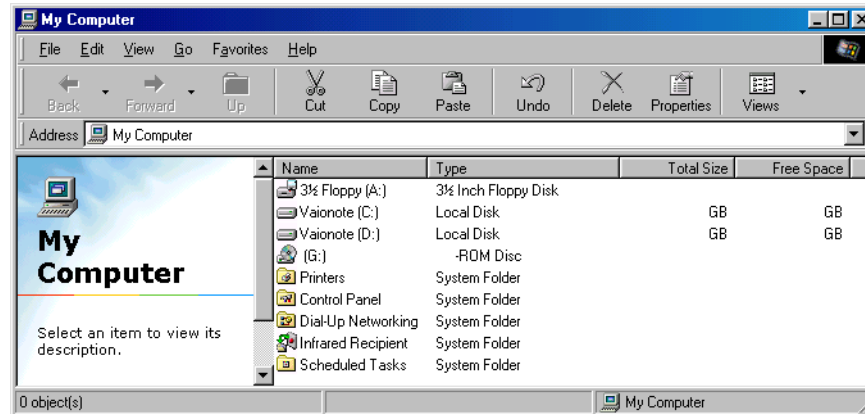 My Computer
File Edit View Go Favorites Help
Back Forward Up Cut Copy Paste Undo Delete Properties Views
Address My Computer
My
Computer
Select an item to view its
description.
Name Type Total Size Free Space
3½ Floppy (A:) 3½ Inch Floppy Disk
Vaionote (C:) Local Disk GB GB
Vaionote (D:) Local Disk GB GB
(G:) -ROM Disc
Printers System Folder
Control Panel System Folder
Dial-Up Networking System Folder
Infrared Recipient System Folder
Scheduled Tasks System Folder
0 object(s) My Computer